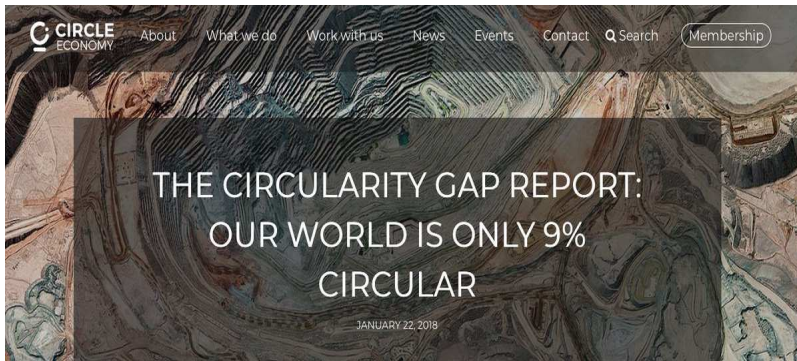 CIRCLE
ECONOMY
About What we do Work with us News Events Contact Search Membership
THE CIRCULARITY GAP REPORT:
OUR WORLD IS ONLY 9%
CIRCULAR
JANUARY 22, 2018